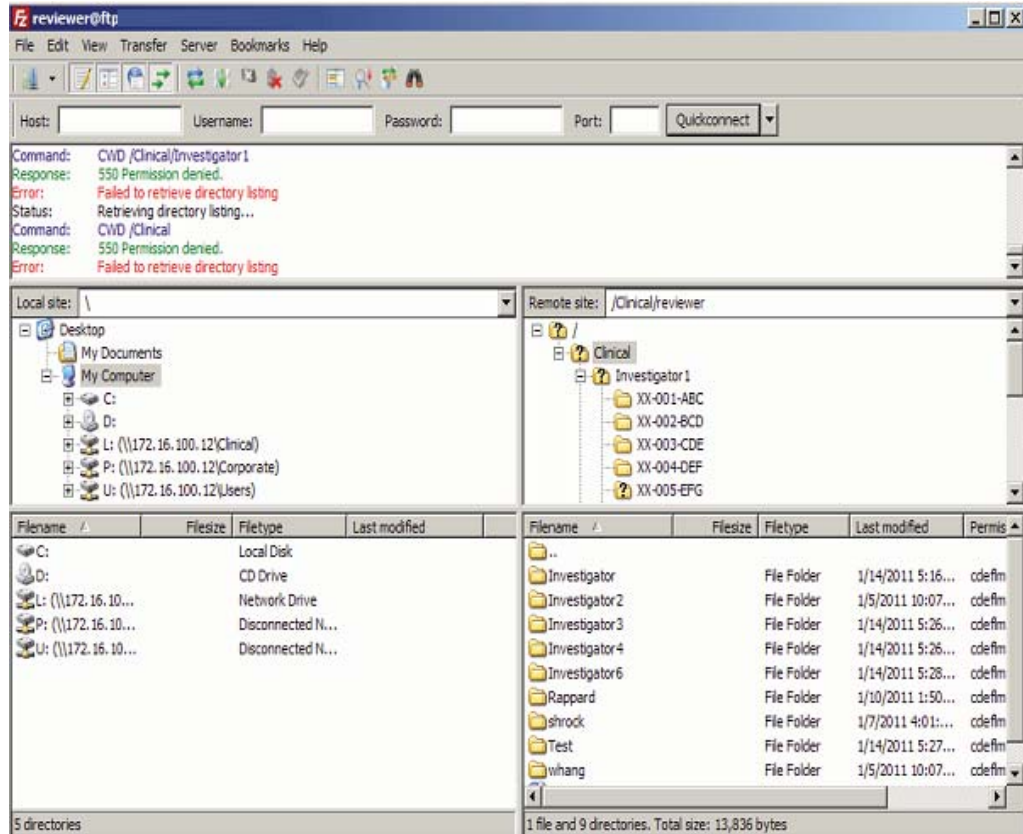 reviewer@ftp
File Edit View Transfer Server Bookmarks Help
Host: Username: Password: Port: Quickconnect
Command: CWD /Clinical/Investigator1
Response: 550 Permission denied.
Error: Failed to retrieve directory listing
Status: Retrieving directory listing...
Command: CWD /Clinical
Response: 550 Permission denied.
Error: Failed to retrieve directory listing
Local site: \
Desktop
My Documents
My Computer
C:
D:
L: (\\172.16.100.12\Clinical)
P: (\\172.16.100.12\Corporate)
U: (\\172.16.100.12\Users)
Remote site: /Clinical/reviewer
/
Clinical
Investigator1
XX-001-ABC
XX-002-BCD
XX-003-CDE
XX-004-DEF
XX-005-EFG
Filename Filesize Filetype Last modified
C: Local Disk
D: CD Drive
L: (\\172.16.10... Network Drive
P: (\\172.16.10... Disconnected N...
U: (\\172.16.10... Disconnected N...
5 directories
Filename Filesize Filetype Last modified Permis
..
Investigator File Folder 1/14/2011 5:16... cdeflm
Investigator2 File Folder 1/5/2011 10:07... cdeflm
Investigator3 File Folder 1/14/2011 5:26... cdeflm
Investigator4 File Folder 1/14/2011 5:26... cdeflm
Investigator6 File Folder 1/14/2011 5:28... cdeflm
Rappard File Folder 1/10/2011 1:50... cdeflm
shrock File Folder 1/7/2011 4:01:... cdeflm
Test File Folder 1/14/2011 5:27... cdeflm
whang File Folder 1/5/2011 10:07... cdeflm
1 file and 9 directories. Total size: 13,836 bytes